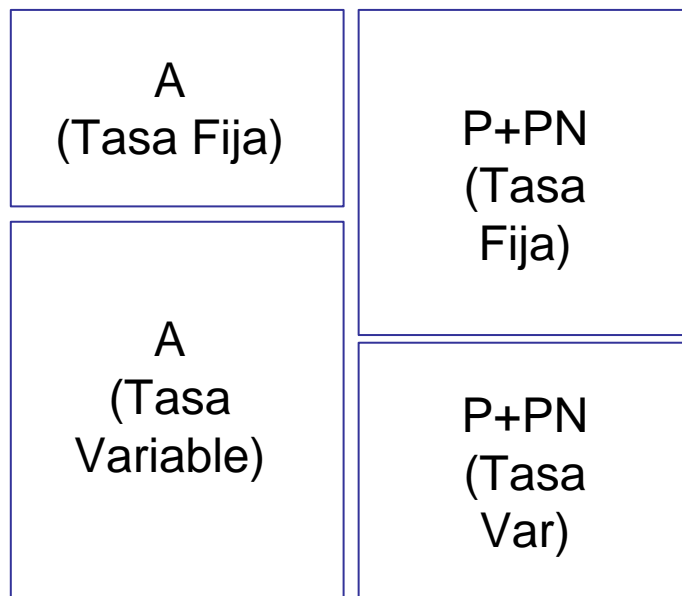 A
(Tasa Fija)
A
(Tasa
Variable)
P+PN
(Tasa
Fija)
P+PN
(Tasa
Var)